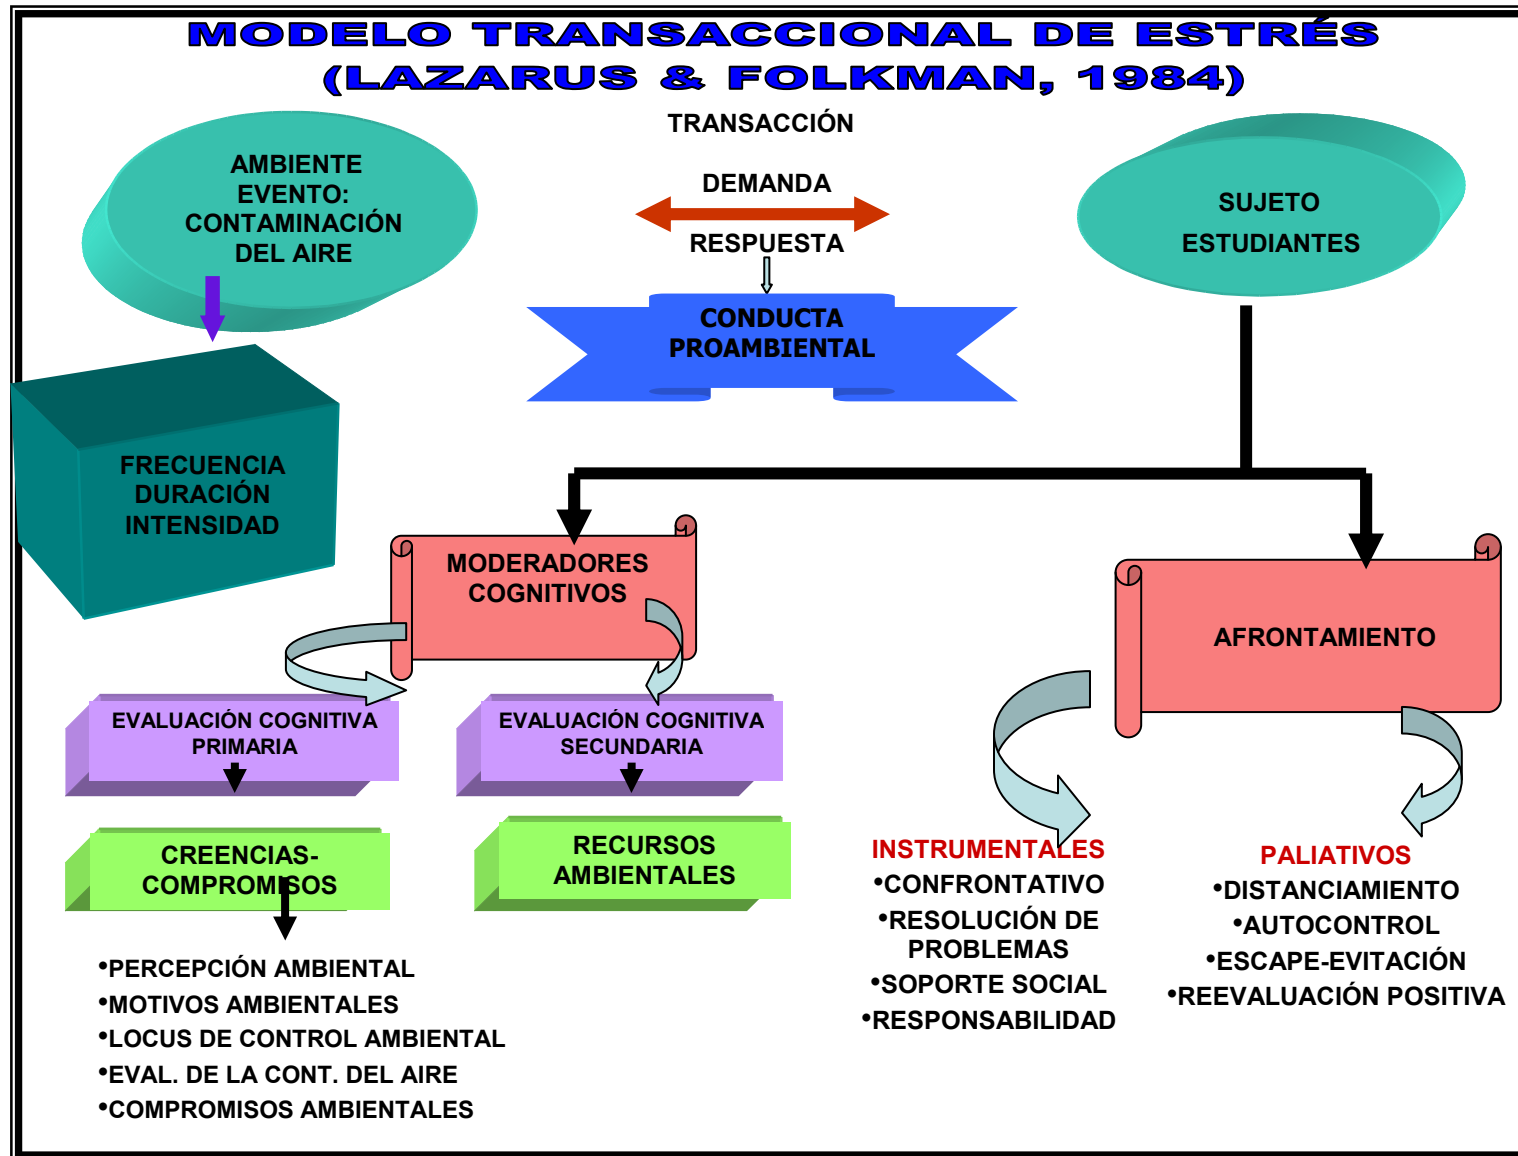 MODELO TRANSACCIONAL DE ESTRÉS
(LAZARUS & FOLKMAN, 1984)
TRANSACCIÓN
AMBIENTE
EVENTO:
CONTAMINACIÓN
DEL AIRE
DEMANDA
RESPUESTA
SUJETO
ESTUDIANTES
CONDUCTA
PROAMBIENTAL
FRECUENCIA
DURACIÓN
INTENSIDAD
MODERADORES
COGNITIVOS
AFRONTAMIENTO
EVALUACIÓN COGNITIVA
PRIMARIA
EVALUACIÓN COGNITIVA
SECUNDARIA
CREENCIAS-
COMPROMISOS
RECURSOS
AMBIENTALES
•PERCEPCIÓN AMBIENTAL
•MOTIVOS AMBIENTALES
•LOCUS DE CONTROL AMBIENTAL
•EVAL. DE LA CONT. DEL AIRE
•COMPROMISOS AMBIENTALES
INSTRUMENTALES
•CONFRONTATIVO
•RESOLUCIÓN DE
PROBLEMAS
•SOPORTE SOCIAL
•RESPONSABILIDAD
PALIATIVOS
•DISTANCIAMIENTO
•AUTOCONTROL
•ESCAPE-EVITACIÓN
•REEVALUACIÓN POSITIVA